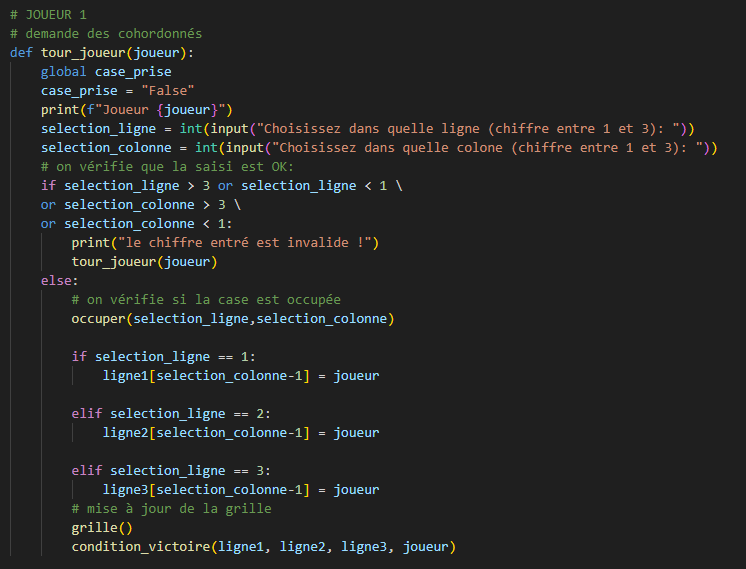 # JOUEUR 1
# demande des cohordonnés
def tour_joueur(joueur):
    global case_prise
    case_prise = "False"
    print(f"Joueur {joueur}")
    selection_ligne = int(input("Choisissez dans quelle ligne (chiffre entre 1 et 3): "))
    selection_colonne = int(input("Choisissez dans quelle colone (chiffre entre 1 et 3): "))
    # on vérifie que la saisi est OK:
    if selection_ligne > 3 or selection_ligne < 1 \
    or selection_colonne > 3 \
    or selection_colonne < 1:
        print("le chiffre entré est invalide !")
        tour_joueur(joueur)
    else:
        # on vérifie si la case est occupée
        occuper(selection_ligne,selection_colonne)

        if selection_ligne == 1:
            ligne1[selection_colonne-1] = joueur

        elif selection_ligne == 2:
            ligne2[selection_colonne-1] = joueur

        elif selection_ligne == 3:
            ligne3[selection_colonne-1] = joueur
        # mise à jour de la grille
        grille()
        condition_victoire(ligne1, ligne2, ligne3, joueur)